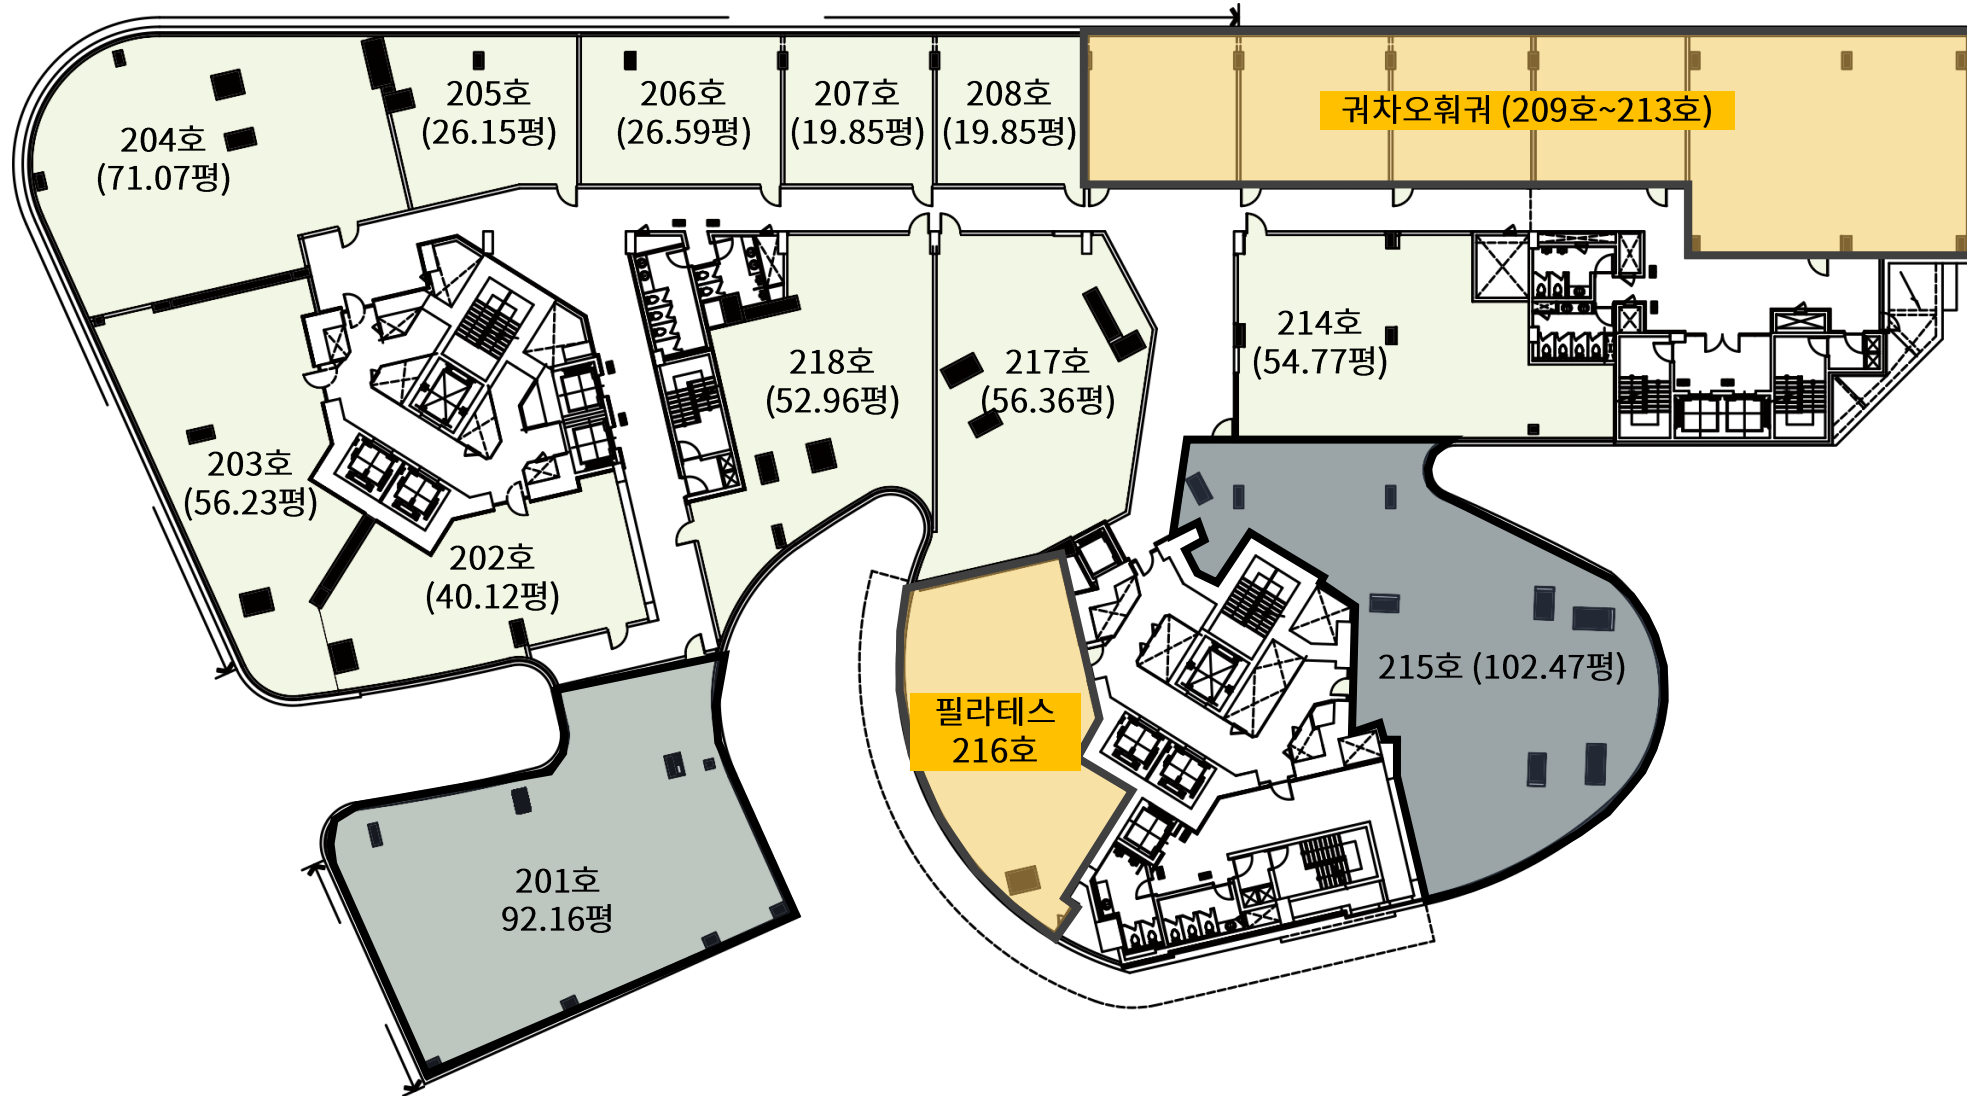 204호
(71.07평)
205호
(26.15평)
206호
(26.59평)
207호
(19.85평)
208호
(19.85평)
귀차오훠궈 (209호~213호)
203호
(56.23평)
202호
(40.12평)
218호
(52.96평)
217호
(56.36평)
214호
(54.77평)
215호 (102.47평)
필라테스
216호
201호
92.16평